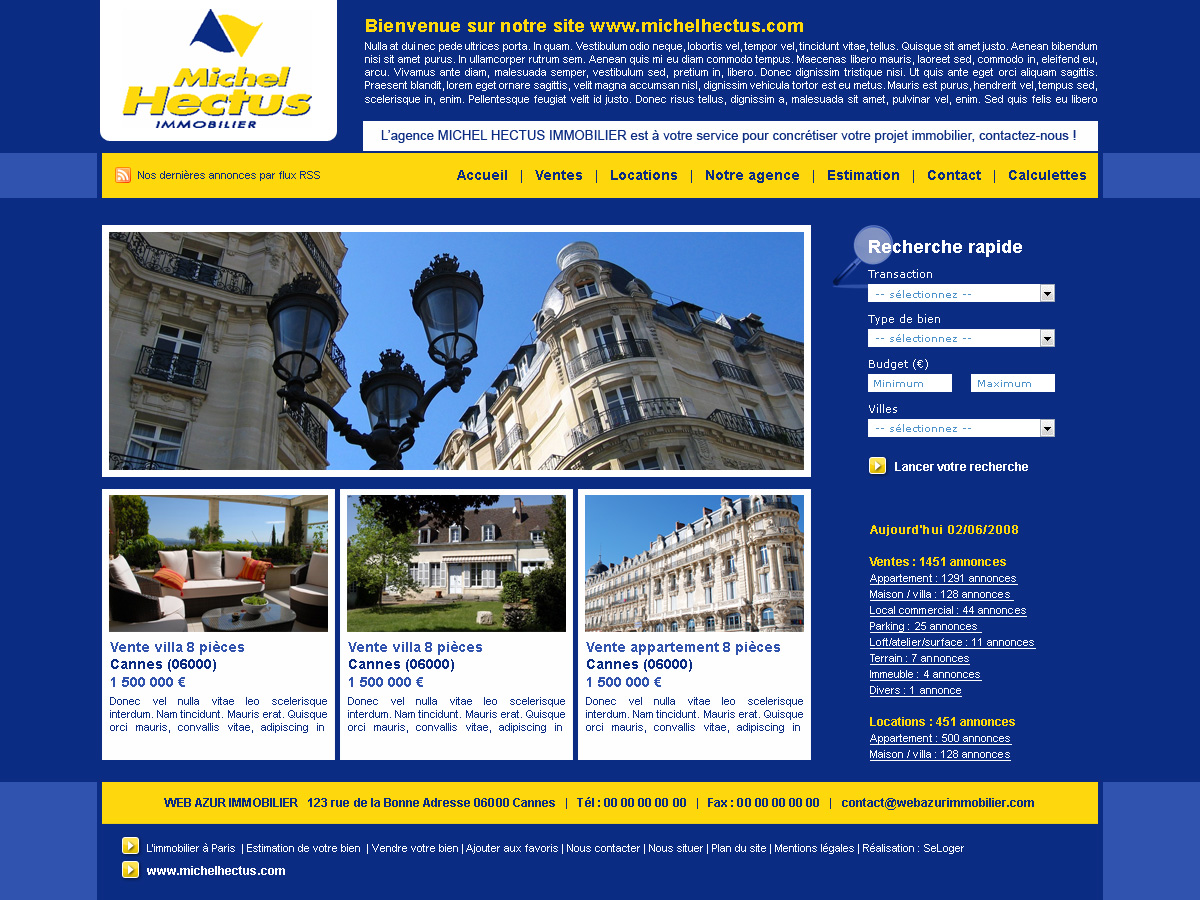 Michel
Hectus
IMMOBILIER
Bienvenue sur notre site www.michelhectus.com
Nulla at dui nec pede ultrices porta. In quam. Vestibulum odio neque, lobortis vel, tempor vel, tincidunt vitae, tellus. Quisque sit amet justo. Aenean bibendum
nisi sit amet purus. In ullamcorper rutrum sem. Aenean quis mi eu diam commodo tempus. Maecenas libero mauris, laoreet sed, commodo in, eleifend eu,
arcu. Vivamus ante diam, malesuada semper, vestibulum sed, pretium in, libero. Donec dignissim tristique nisi. Ut quis ante eget orci aliquam sagittis.
Praesent blandit, lorem eget ornare sagittis, velit magna accumsan nisl, dignissim vehicula tortor est eu metus. Mauris est purus, hendrerit vel, tempus sed,
scelerisque in, enim. Pellentesque feugiat velit id justo. Donec risus tellus, dignissim a, malesuada sit amet, pulvinar vel, enim. Sed quis felis eu libero
L'agence MICHEL HECTUS IMMOBILIER est à votre service pour concrétiser votre projet immobilier, contactez-nous !
Nos dernières annonces par flux RSS
Accueil | Ventes | Locations | Notre agence | Estimation | Contact | Calculettes
Recherche rapide
Transaction
-- sélectionnez --
Type de bien
-- sélectionnez --
Budget (€)
Minimum Maximum
Villes
-- sélectionnez --
Lancer votre recherche
Vente villa 8 pièces
Cannes (06000)
1 500 000 €
Donec vel nulla vitae leo scelerisque
interdum. Nam tincidunt. Mauris erat. Quisque
orci mauris, convallis vitae, adipiscing in
Vente villa 8 pièces
Cannes (06000)
1 500 000 €
Donec vel nulla vitae leo scelerisque
interdum. Nam tincidunt. Mauris erat. Quisque
orci mauris, convallis vitae, adipiscing in
Vente appartement 8 pièces
Cannes (06000)
1 500 000 €
Donec vel nulla vitae leo scelerisque
interdum. Nam tincidunt. Mauris erat. Quisque
orci mauris, convallis vitae, adipiscing in
Aujourd'hui 02/06/2008
Ventes : 1451 annonces
Appartement : 1291 annonces
Maison / villa : 128 annonces
Local commercial : 44 annonces
Parking : 25 annonces
Loft/atelier/surface : 11 annonces
Terrain : 7 annonces
Immeuble : 4 annonces
Divers : 1 annonce
Locations : 451 annonces
Appartement : 500 annonces
Maison / villa : 128 annonces
WEB AZUR IMMOBILIER 123 rue de la Bonne Adresse 06000 Cannes | Tél : 00 00 00 00 00 | Fax : 00 00 00 00 00 | contact@webazurimmobilier.com
L'immobilier à Paris | Estimation de votre bien | Vendre votre bien | Ajouter aux favoris | Nous contacter | Nous situer | Plan du site | Mentions légales | Réalisation : SeLoger
www.michelhectus.com